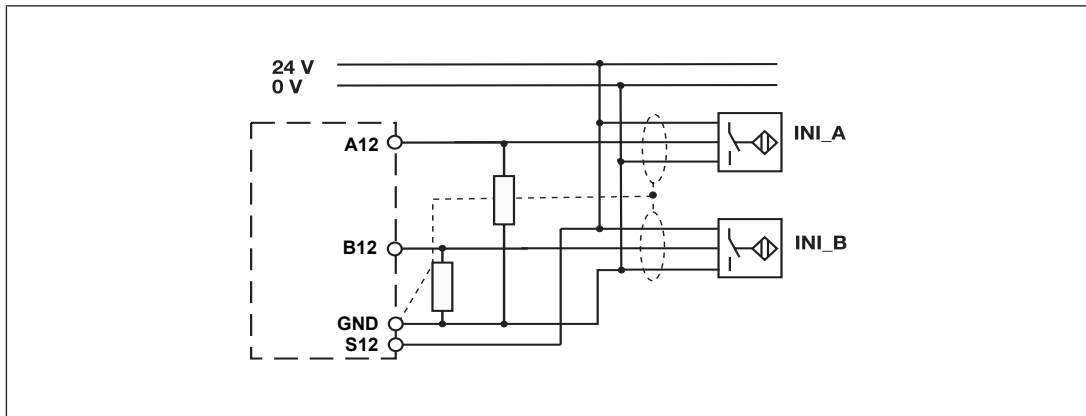 24 V
0 V
A12
INI_A
B12
INI_B
GND
S12